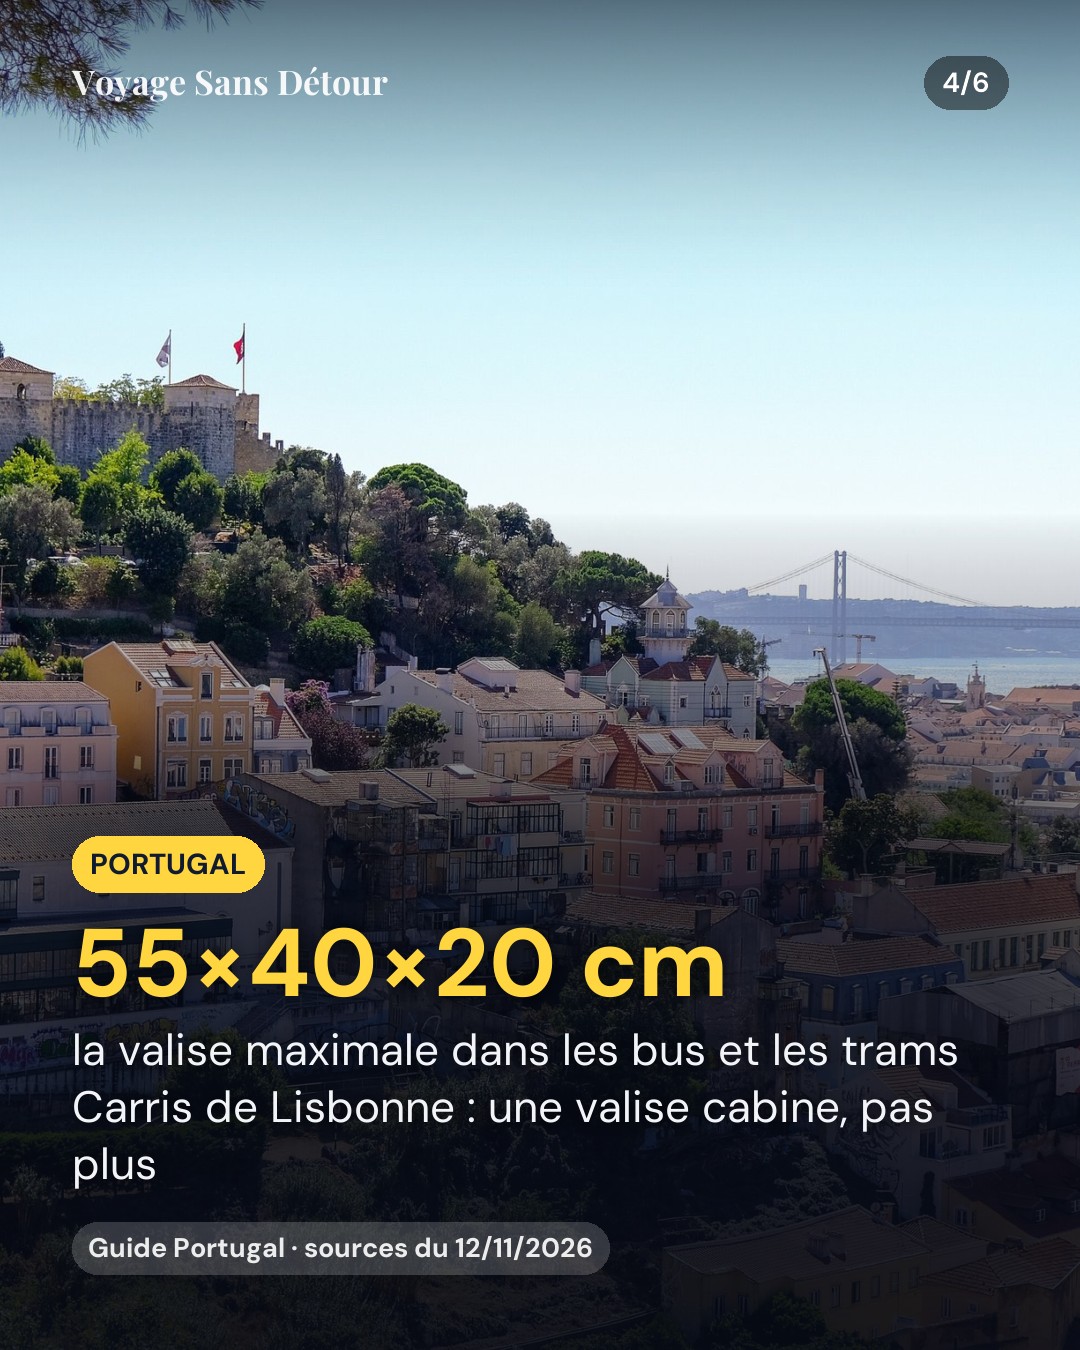 Voyage Sans Détour
4/6
PORTUGAL
55×40×20 cm
la valise maximale dans les bus et les trams
Carris de Lisbonne : une valise cabine, pas
plus
Guide Portugal · sources du 12/11/2026